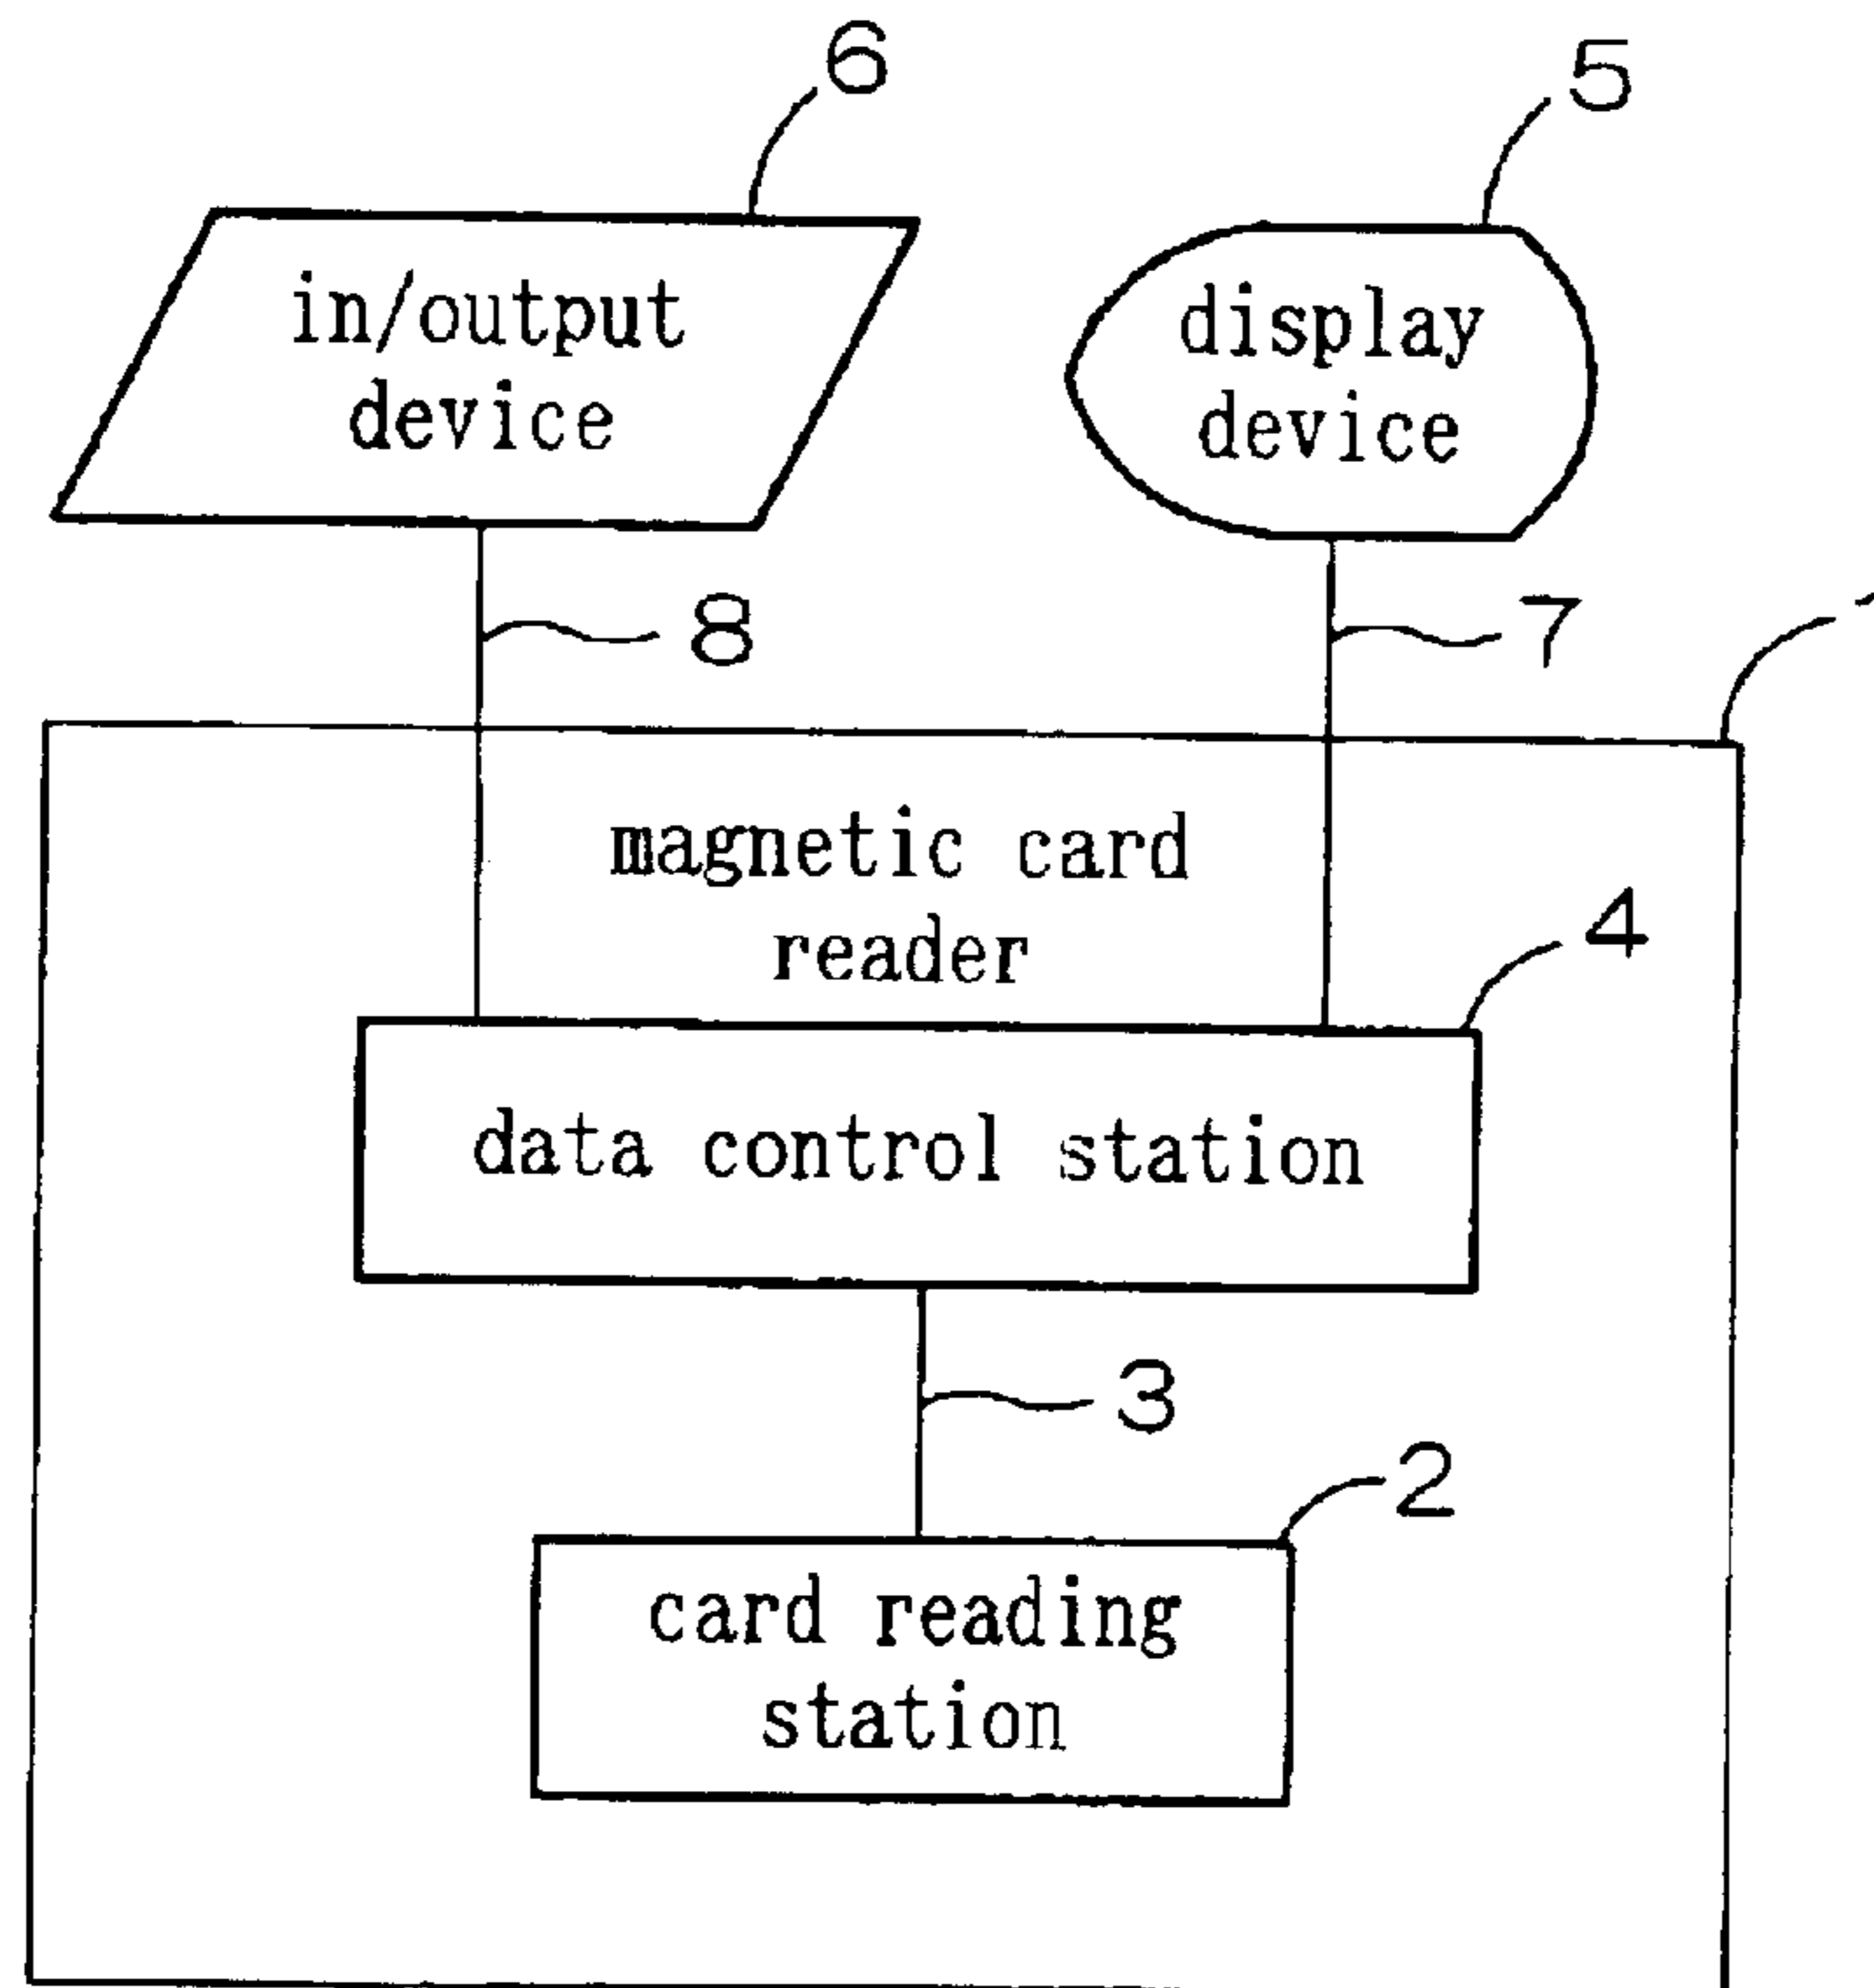 6
5
in/output
device
display
device
8
7
magnetic card
reader
4
data control station
3
2
card reading
station